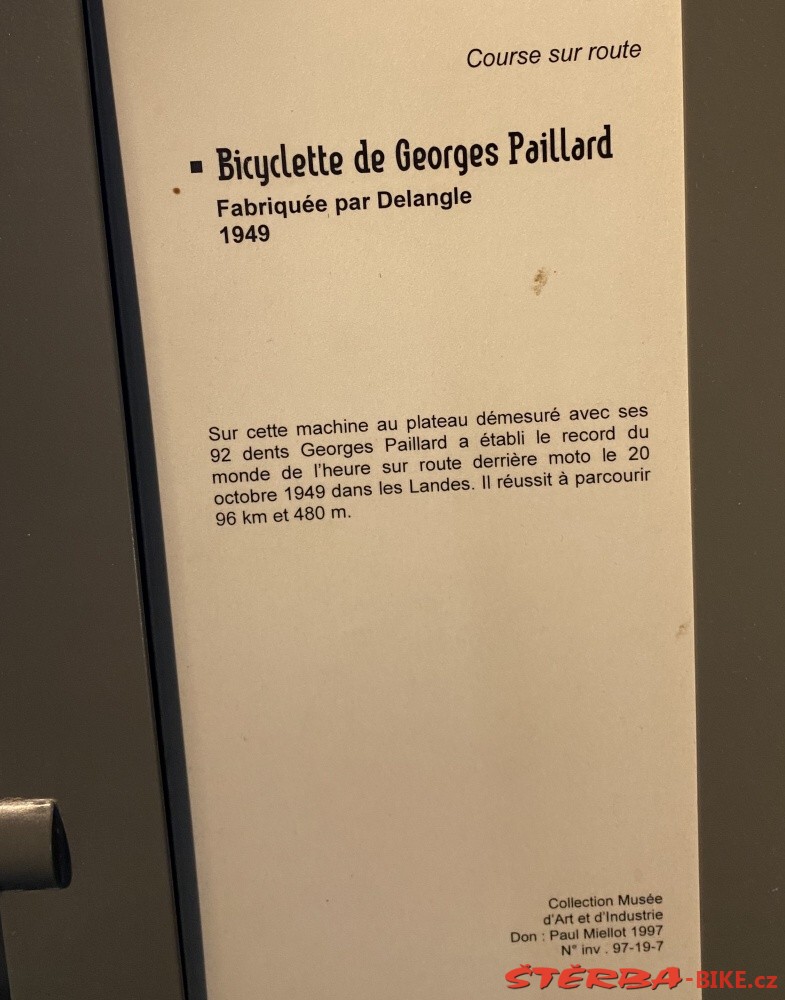 Course sur route
▪ Bicyclette de Georges Paillard
Fabriquée par Delangle
1949
Sur cette machine au plateau démesuré avec ses
92 dents Georges Paillard a établi le record du
monde de l'heure sur route derrière moto le 20
octobre 1949 dans les Landes. Il réussit à parcourir
96 km et 480 m.
Collection Musée
d'Art et d'Industrie
Don : Paul Miellot 1997
N° inv . 97-19-7
ŠTĚRBA-BIKE.cz